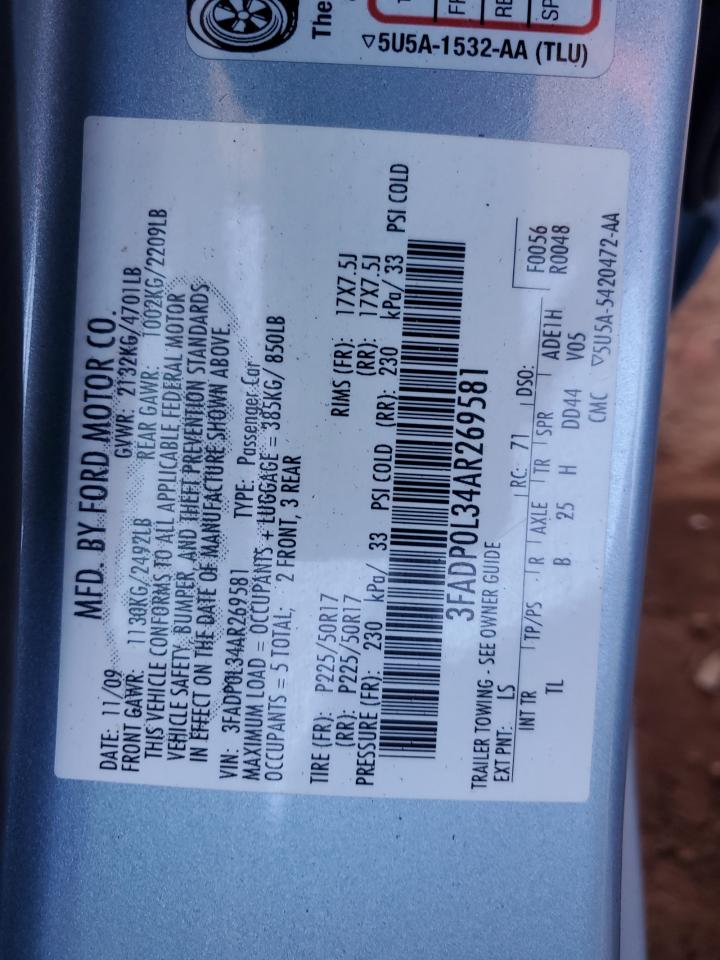 MFD. BY FORD MOTOR CO.
DATE: 11/09 GVWR: 2132KG/4701LB
FRONT GAWR: 1130KG/2492LB REAR GAWR: 1002KG/2209LB
THIS VEHICLE CONFORMS TO ALL APPLICABLE FEDERAL MOTOR
VEHICLE SAFETY, BUMPER, AND THEFT PREVENTION STANDARDS
IN EFFECT ON THE DATE OF MANUFACTURE SHOWN ABOVE.
VIN: 3FADP0L34AR269581 TYPE: Passenger Car
MAXIMUM LOAD = OCCUPANTS + LUGGAGE = 385KG/ 850LB
OCCUPANTS = 5 TOTAL; 2 FRONT, 3 REAR
TIRE (FR): P225/50R17 RIMS (FR): 17X7.5J
(RR): P225/50R17 (RR): 17X7.5J
PRESSURE (FR): 230 kPa/ 33 PSI COLD (RR): 230 kPa/ 33 PSI COLD
3FADP0L34AR269581
TRAILER TOWING - SEE OWNER GUIDE
EXT PNT: LS RC: 71 DSO: F0056
R0048
INT TR TP/PS R AXLE TR SPR ADE1H
TL B 25 H DD44 V05
CMC ▽5U5A-5420472-AA
The
FR
RE
SP
▽5U5A-1532-AA (TLU)